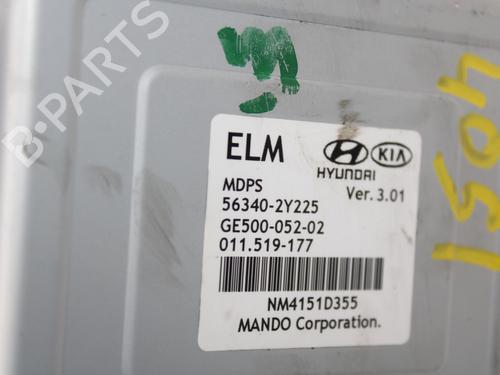 B-PARTS
ELM
HYUNDAI
KIA
MDPS
Ver. 3.01
56340-2Y225
GE500-052-02
011.519-177
NM4151D355
MANDO Corporation.